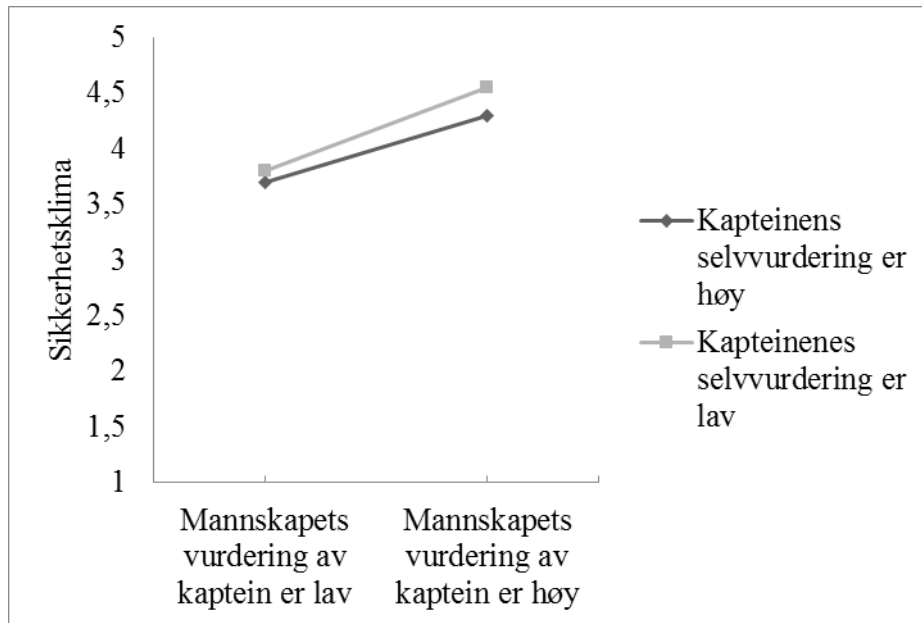 5
4,5
4
3,5
3
2,5
2
1,5
1
Sikkerhetsklima
Mannskapets
vurdering av
kaptein er lav
Mannskapets
vurdering av
kaptein er høy
Kapteinens
selvvurdering er
høy
Kapteinenes
selvvurdering er
lav